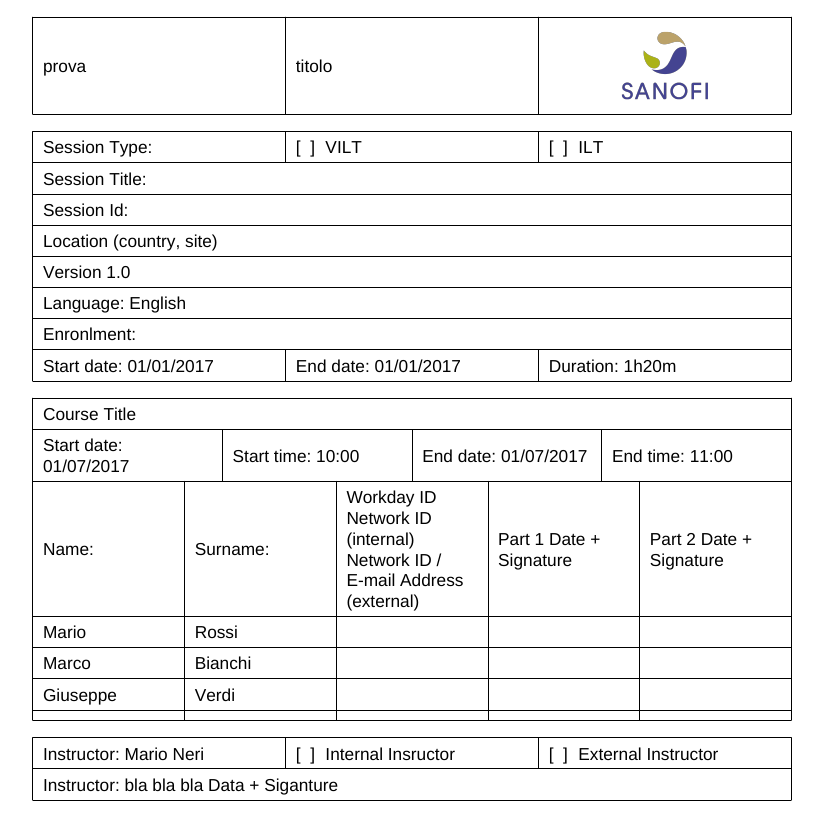 prova
titolo
SANOFI
Session Type:
[ ] VILT
[ ] ILT
Session Title:
Session Id:
Location (country, site)
Version 1.0
Language: English
Enronlment:
Start date: 01/01/2017
End date: 01/01/2017
Duration: 1h20m
Course Title
Start date:
01/07/2017
Start time: 10:00
End date: 01/07/2017
End time: 11:00
Name:
Surname:
Workday ID
Network ID
(internal)
Network ID /
E-mail Address
(external)
Part 1 Date +
Signature
Part 2 Date +
Signature
Mario
Rossi
Marco
Bianchi
Giuseppe
Verdi
Instructor: Mario Neri
[ ] Internal Insructor
[ ] External Instructor
Instructor: bla bla bla Data + Siganture